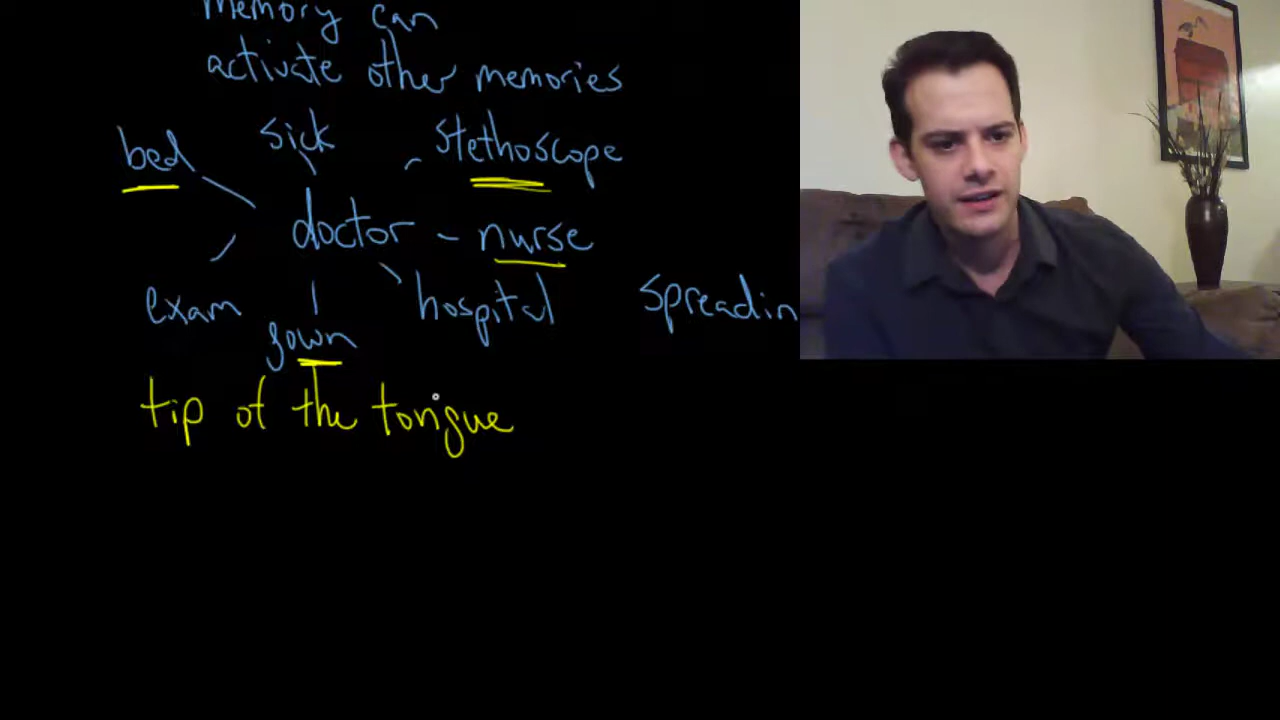 memory can
activate other memories
bed sick stethoscope
doctor - nurse
exam gown hospital spreadin
tip of the tongue